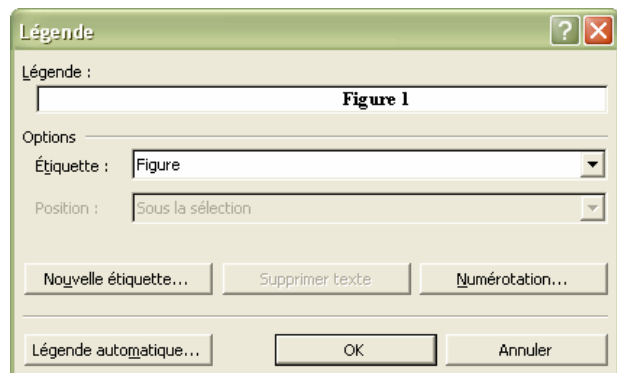 Légende
Légende :
Figure 1
Options
Étiquette : Figure
Position : Sous la sélection
Nouvelle étiquette... Supprimer texte Numérotation...
Légende automatique... OK Annuler